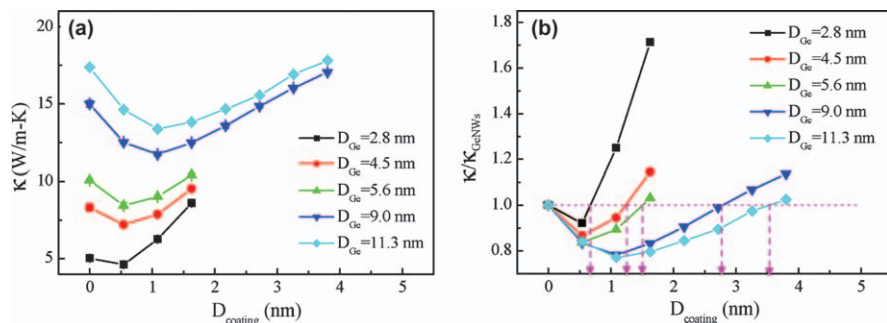 (a)
κ(W/m-K)
20
15
10
5
D_Ge=2.8 nm
D_Ge=4.5 nm
D_Ge=5.6 nm
D_Ge=9.0 nm
D_Ge=11.3 nm
0 1 2 3 4 5
D_coating (nm)
(b)
κ/κ_GeNWs
1.8
1.6
1.4
1.2
1.0
0.8
D_Ge=2.8 nm
D_Ge=4.5 nm
D_Ge=5.6 nm
D_Ge=9.0 nm
D_Ge=11.3 nm
0 1 2 3 4 5
D_coating (nm)